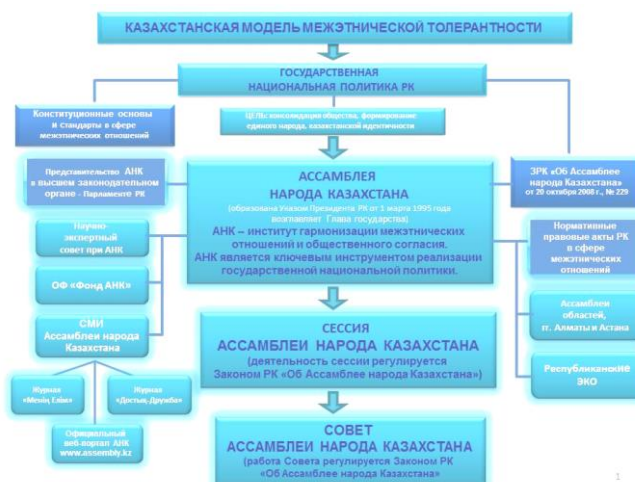 КАЗАХСТАНСКАЯ МОДЕЛЬ МЕЖЭТНИЧЕСКОЙ ТОЛЕРАНТНОСТИ
ГОСУДАРСТВЕННАЯ
НАЦИОНАЛЬНАЯ ПОЛИТИКА РК
Конституционные основы
и стандарты в сфере
межэтнических отношений
ЦЕЛЬ: консолидация общества, формирование
единого народа, казахстанской идентичности
ЗРК «Об Ассамблее
народа Казахстана»
от 20 октября 2008 г., № 229
Представительство АНК
в высшем законодательном
органе - Парламенте РК
АССАМБЛЕЯ
НАРОДА КАЗАХСТАНА
(образована Указом Президента РК от 1 марта 1995 года
возглавляет Глава государства)
АНК – институт гармонизации межэтнических
отношений и общественного согласия.
АНК является ключевым инструментом реализации
государственной национальной политики.
Научно-
экспертный
совет при АНК
ОФ «Фонд АНК»
СМИ
Ассамблеи народа
Казахстана
Журнал
«Менің Елім»
Журнал
«Достық-Дружба»
Официальный
веб-портал АНК
www.assembly.kz
Нормативные
правовые акты РК
в сфере
межэтнических
отношений
Ассамблеи
областей,
гг. Алматы и Астана
Республиканские
ЭКО
СЕССИЯ
АССАМБЛЕИ НАРОДА КАЗАХСТАНА
(деятельность сессии регулируется
Законом РК «Об Ассамблее народа Казахстана»)
СОВЕТ
АССАМБЛЕИ НАРОДА КАЗАХСТАНА
(работа Совета регулируется Законом РК
«Об Ассамблее народа Казахстана»
1